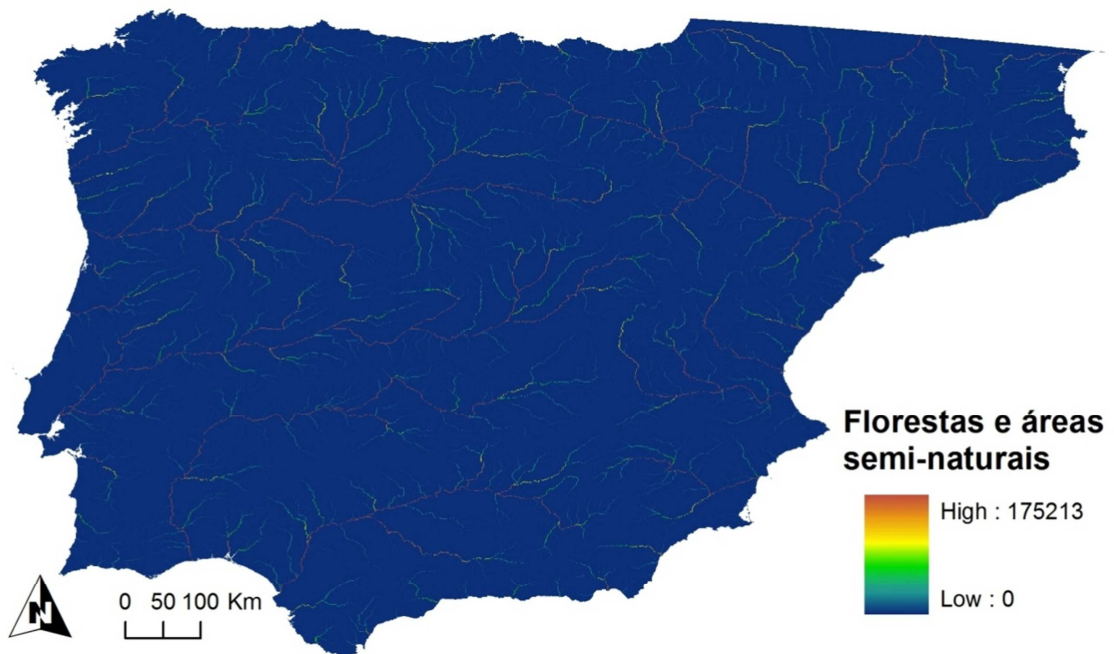 Florestas e áreas
semi-naturais
High : 175213
Low : 0
N
0 50 100 Km